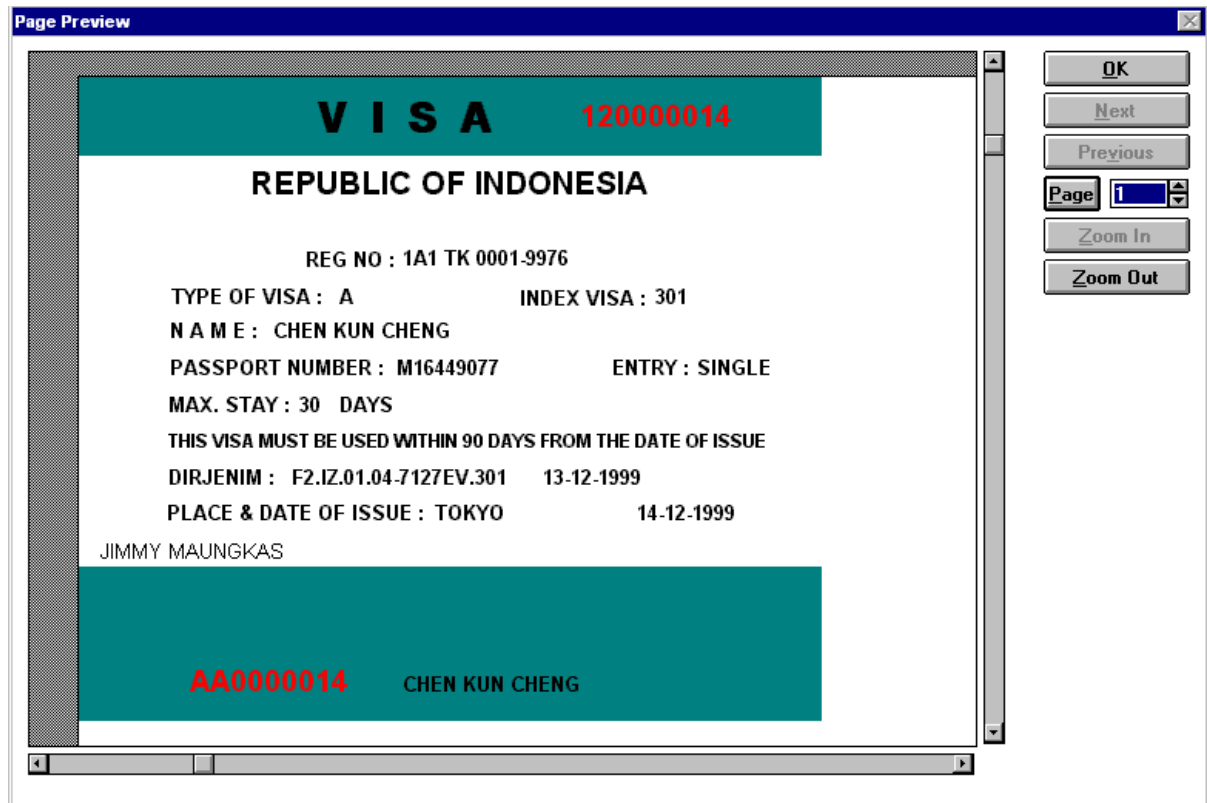 Page Preview
V I S A 120000014
REPUBLIC OF INDONESIA
REG NO : 1A1 TK 0001-9976
TYPE OF VISA : A INDEX VISA : 301
N A M E : CHEN KUN CHENG
PASSPORT NUMBER : M16449077 ENTRY : SINGLE
MAX. STAY : 30 DAYS
THIS VISA MUST BE USED WITHIN 90 DAYS FROM THE DATE OF ISSUE
DIRJENIM : F2.IZ.01.04-7127EV.301 13-12-1999
PLACE & DATE OF ISSUE : TOKYO 14-12-1999
JIMMY MAUNGKAS
AA0000014 CHEN KUN CHENG
OK
Next
Previous
Page 1
Zoom In
Zoom Out